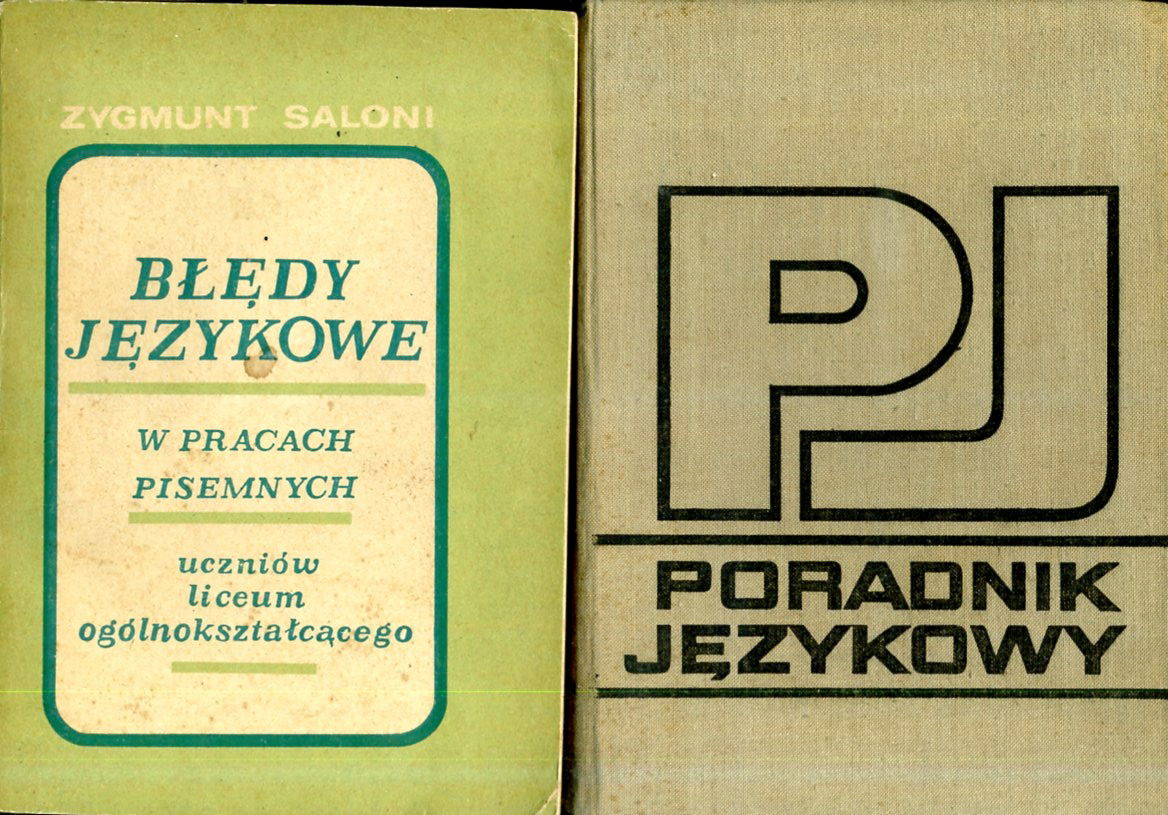 ZYGMUNT SALONI
BŁĘDY
JĘZYKOWE
W PRACACH
PISEMNYCH
uczniów
liceum
ogólnokształcącego
PJ
PORADNIK
JĘZYKOWY